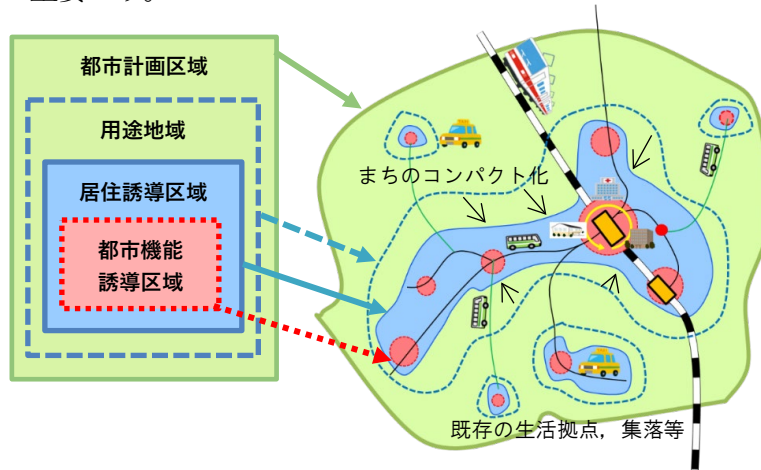 都市計画区域
用途地域
居住誘導区域
都市機能
誘導区域
まちのコンパクト化
既存の生活拠点，集落等